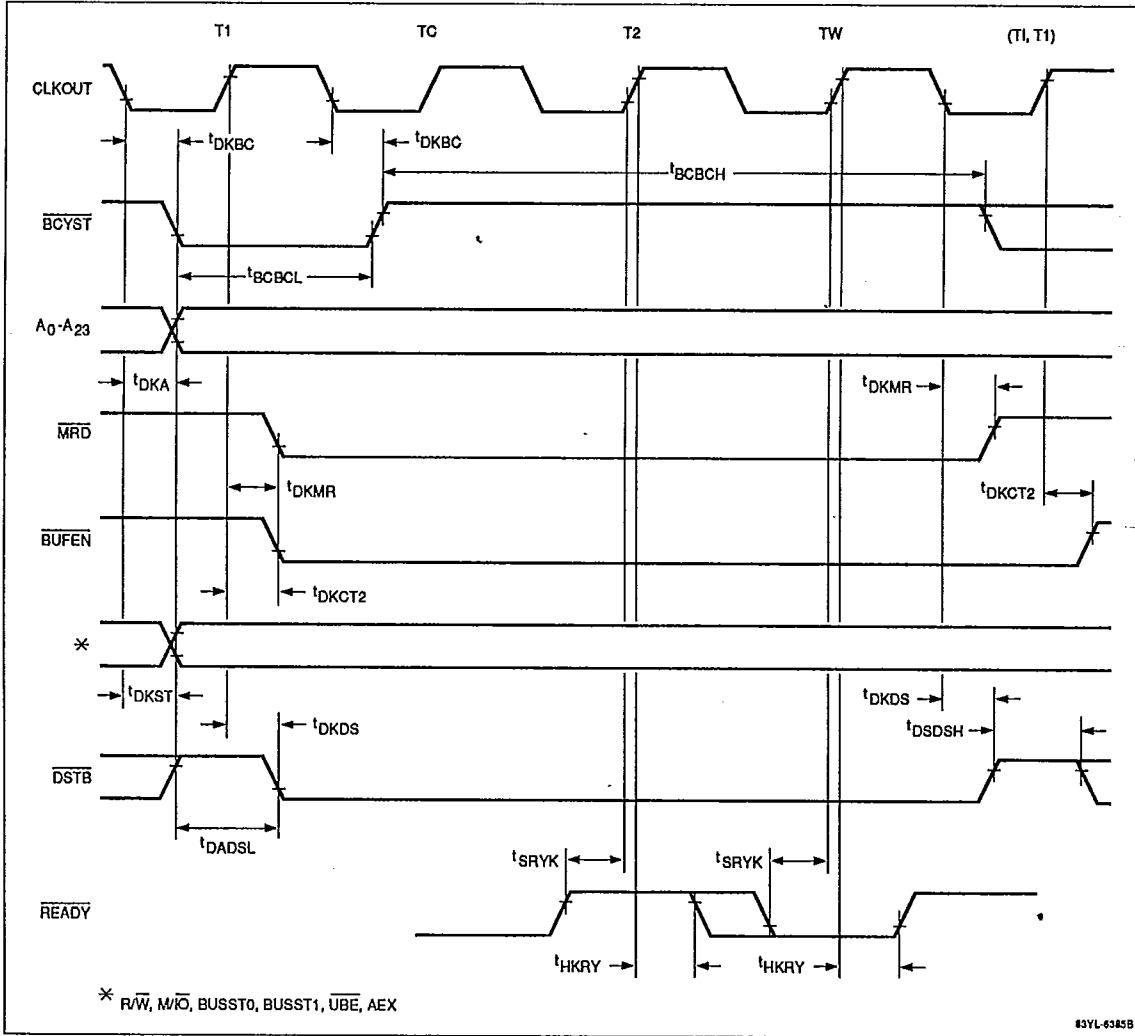 T1 TC T2 TW (TI, T1)
CLKOUT
tDKBC tDKBC
tBCBCH
BCYST
tBCBCL
A0-A23
tDKA tDKMR
MRD
tDKMR tDKCT2
BUFEN
tDKCT2
*
tDKST tDKDS
tDKDS tDSDSH
DSTB
tDADSL
tSRYK tSRYK
READY
tHKRY tHKRY
* R/W, M/IO, BUSST0, BUSST1, UBE, AEX
83YL-6385B